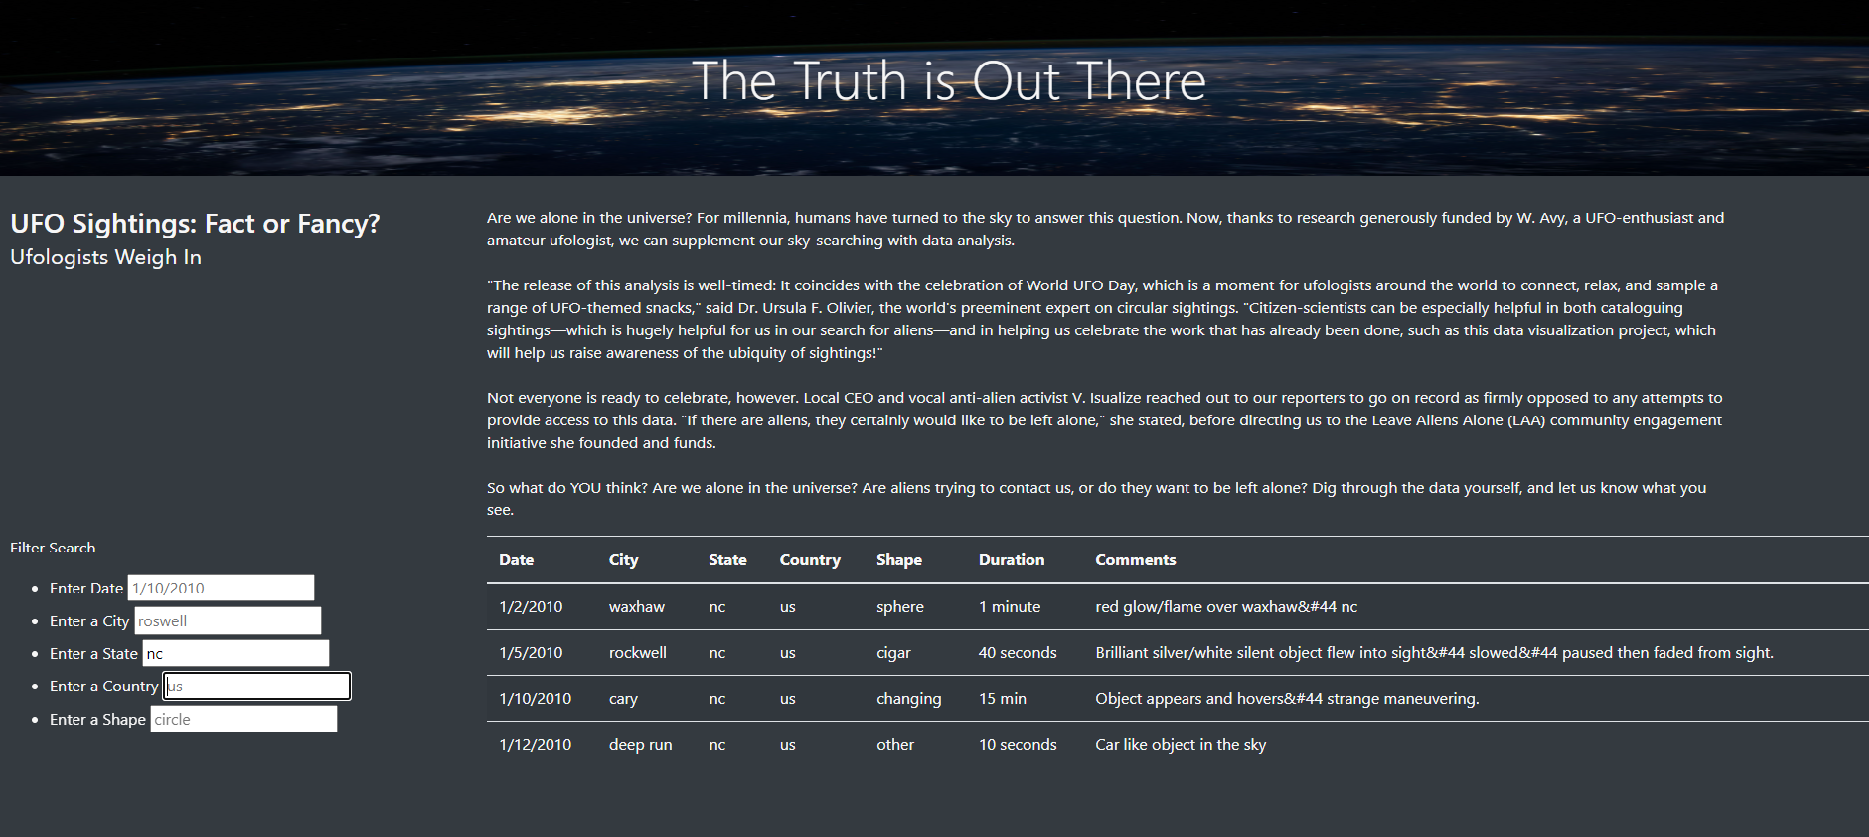 The Truth is Out There
UFO Sightings: Fact or Fancy?
Ufologists Weigh In
Are we alone in the universe? For millennia, humans have turned to the sky to answer this question. Now, thanks to research generously funded by W. Avy, a UFO-enthusiast and
amateur ufologist, we can supplement our sky-searching with data analysis.
"The release of this analysis is well-timed: It coincides with the celebration of World UFO Day, which is a moment for ufologists around the world to connect, relax, and sample a
range of UFO-themed snacks," said Dr. Ursula F. Olivier, the world's preeminent expert on circular sightings. "Citizen-scientists can be especially helpful in both cataloguing
sightings—which is hugely helpful for us in our search for aliens—and in helping us celebrate the work that has already been done, such as this data visualization project, which
will help us raise awareness of the ubiquity of sightings!"
Not everyone is ready to celebrate, however. Local CEO and vocal anti-alien activist V. Isualize reached out to our reporters to go on record as firmly opposed to any attempts to
provide access to this data. "If there are aliens, they certainly would like to be left alone," she stated, before directing us to the Leave Aliens Alone (LAA) community engagement
initiative she founded and funds.
So what do YOU think? Are we alone in the universe? Are aliens trying to contact us, or do they want to be left alone? Dig through the data yourself, and let us know what you
see.
Filter Search
Enter Date 1/10/2010
Enter a City roswell
Enter a State nc
Enter a Country us
Enter a Shape circle
Date City State Country Shape Duration Comments
1/2/2010 waxhaw nc us sphere 1 minute red glow/flame over waxhaw&#44 nc
1/5/2010 rockwell nc us cigar 40 seconds Brilliant silver/white silent object flew into sight&#44 slowed&#44 paused then faded from sight.
1/10/2010 cary nc us changing 15 min Object appears and hovers&#44 strange maneuvering.
1/12/2010 deep run nc us other 10 seconds Car like object in the sky